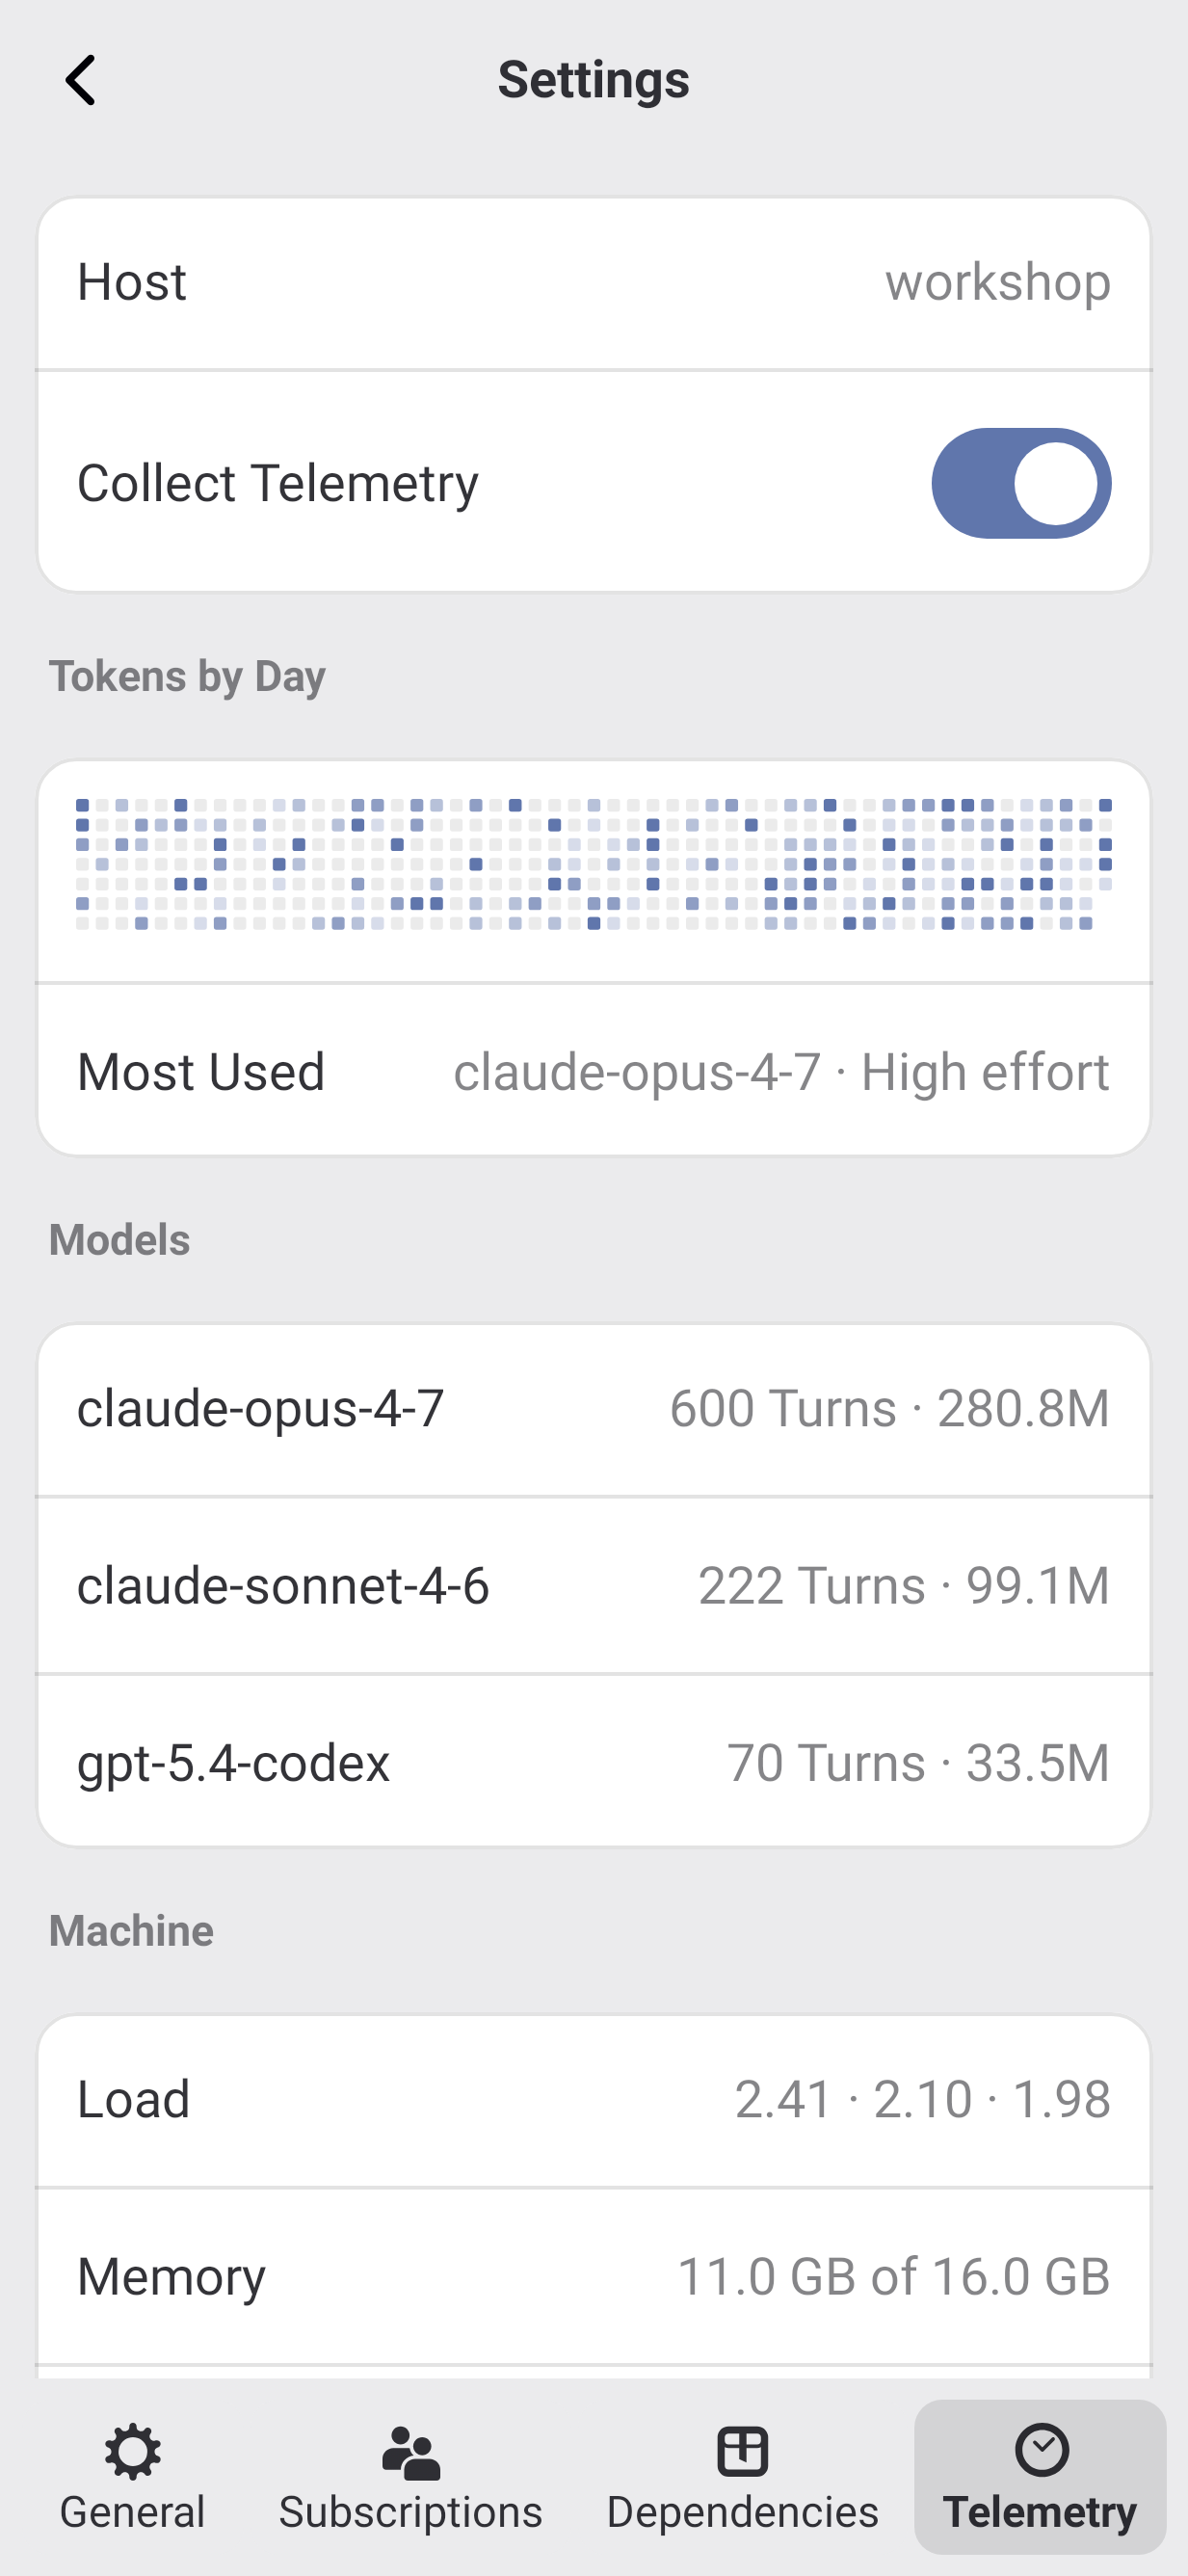 Settings
Host workshop
Collect Telemetry
Tokens by Day
Most Used claude-opus-4-7 · High effort
Models
claude-opus-4-7 600 Turns · 280.8M
claude-sonnet-4-6 222 Turns · 99.1M
gpt-5.4-codex 70 Turns · 33.5M
Machine
Load 2.41 · 2.10 · 1.98
Memory 11.0 GB of 16.0 GB
General Subscriptions Dependencies Telemetry